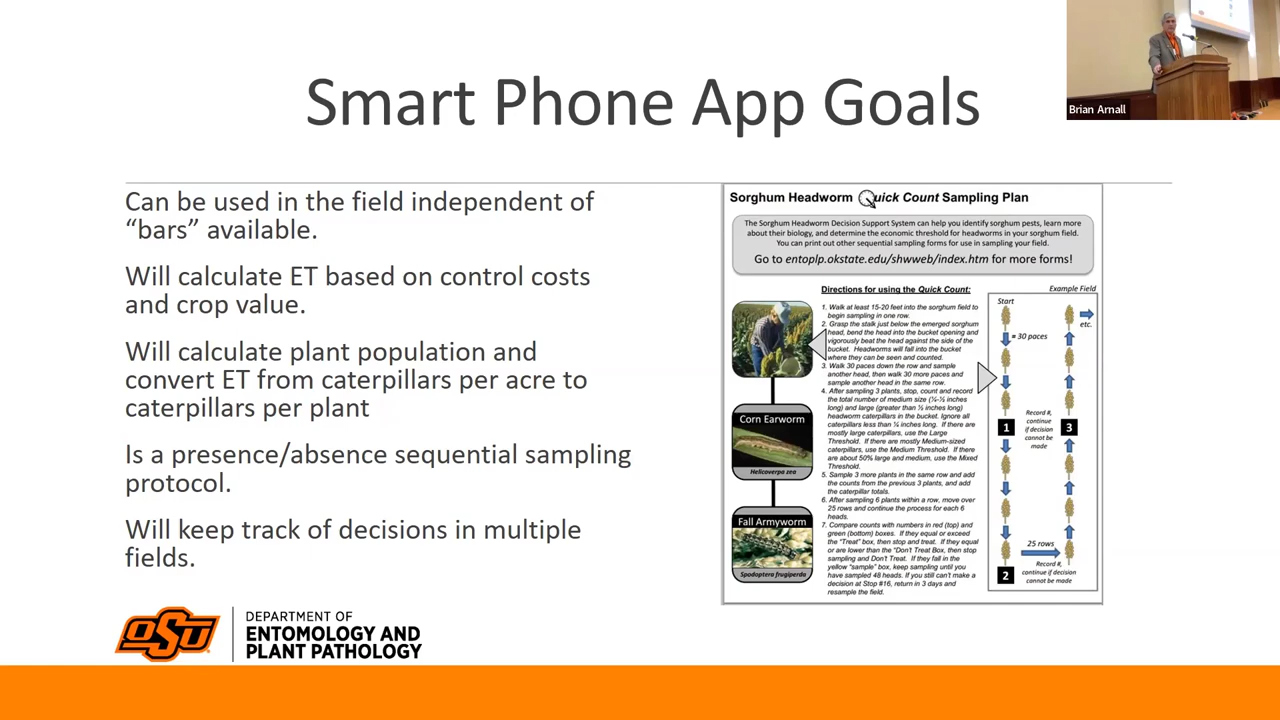 Smart Phone App Goals
Brian Arnall
Can be used in the field independent of
“bars” available.
Will calculate ET based on control costs
and crop value.
Will calculate plant population and
convert ET from caterpillars per acre to
caterpillars per plant
Is a presence/absence sequential sampling
protocol.
Will keep track of decisions in multiple
fields.
Sorghum Headworm Quick Count Sampling Plan
The Sorghum Headworm Decision Support System can help you identify sorghum pests, learn more
about their biology, and determine the economic threshold for headworms in your sorghum field.
You can print out other sequential sampling forms for use in sampling your field.
Go to entoplp.okstate.edu/shwweb/index.htm for more forms!
Directions for using the Quick Count:
1. Walk at least 15-20 feet into the sorghum field to
begin sampling in one row.
2. Grasp the stalk just below the emerged sorghum
head, bend the head into the bucket opening and
vigorously beat the head against the side of the
bucket. Headworms will fall into the bucket
where they can be seen and counted.
3. Walk 30 paces down the row and sample
another head, then walk 30 more paces and
sample another head in the same row.
4. After sampling 3 plants, stop, count and record
the total number of medium size (¼-½ inches
long) and large (greater than ½ inches long)
headworm caterpillars in the bucket. Ignore all
caterpillars less than ¼ inches long. If there are
mostly large caterpillars, use the Large
Threshold. If there are mostly Medium-sized
caterpillars, use the Medium Threshold. If there
are about 50% large and medium, use the Mixed
Threshold.
5. Sample 3 more plants in the same row and add
the counts from the previous 3 plants, and add
the caterpillar totals.
6. After sampling 6 plants within a row, move over
25 rows and continue the process for each 6
heads.
7. Compare counts with numbers in red (top) and
green (bottom) boxes. If they equal or exceed
the “Treat” box, then stop and treat. If they equal
or are lower than the “Don’t Treat Box, then stop
sampling and Don’t Treat. If they fall in the
yellow “sample” box, keep sampling until you
have sampled 48 heads. If you still can’t make a
decision at Stop #16, return in 3 days and
resample the field.
Corn Earworm
Helicoverpa zea
Fall Armyworm
Spodoptera frugiperda
Example Field
Start
etc.
= 30 paces
Record #,
continue
if decision
cannot be
made
1
3
25 rows
2
Record #,
continue if decision
cannot be made
OSU
DEPARTMENT OF
ENTOMOLOGY AND
PLANT PATHOLOGY